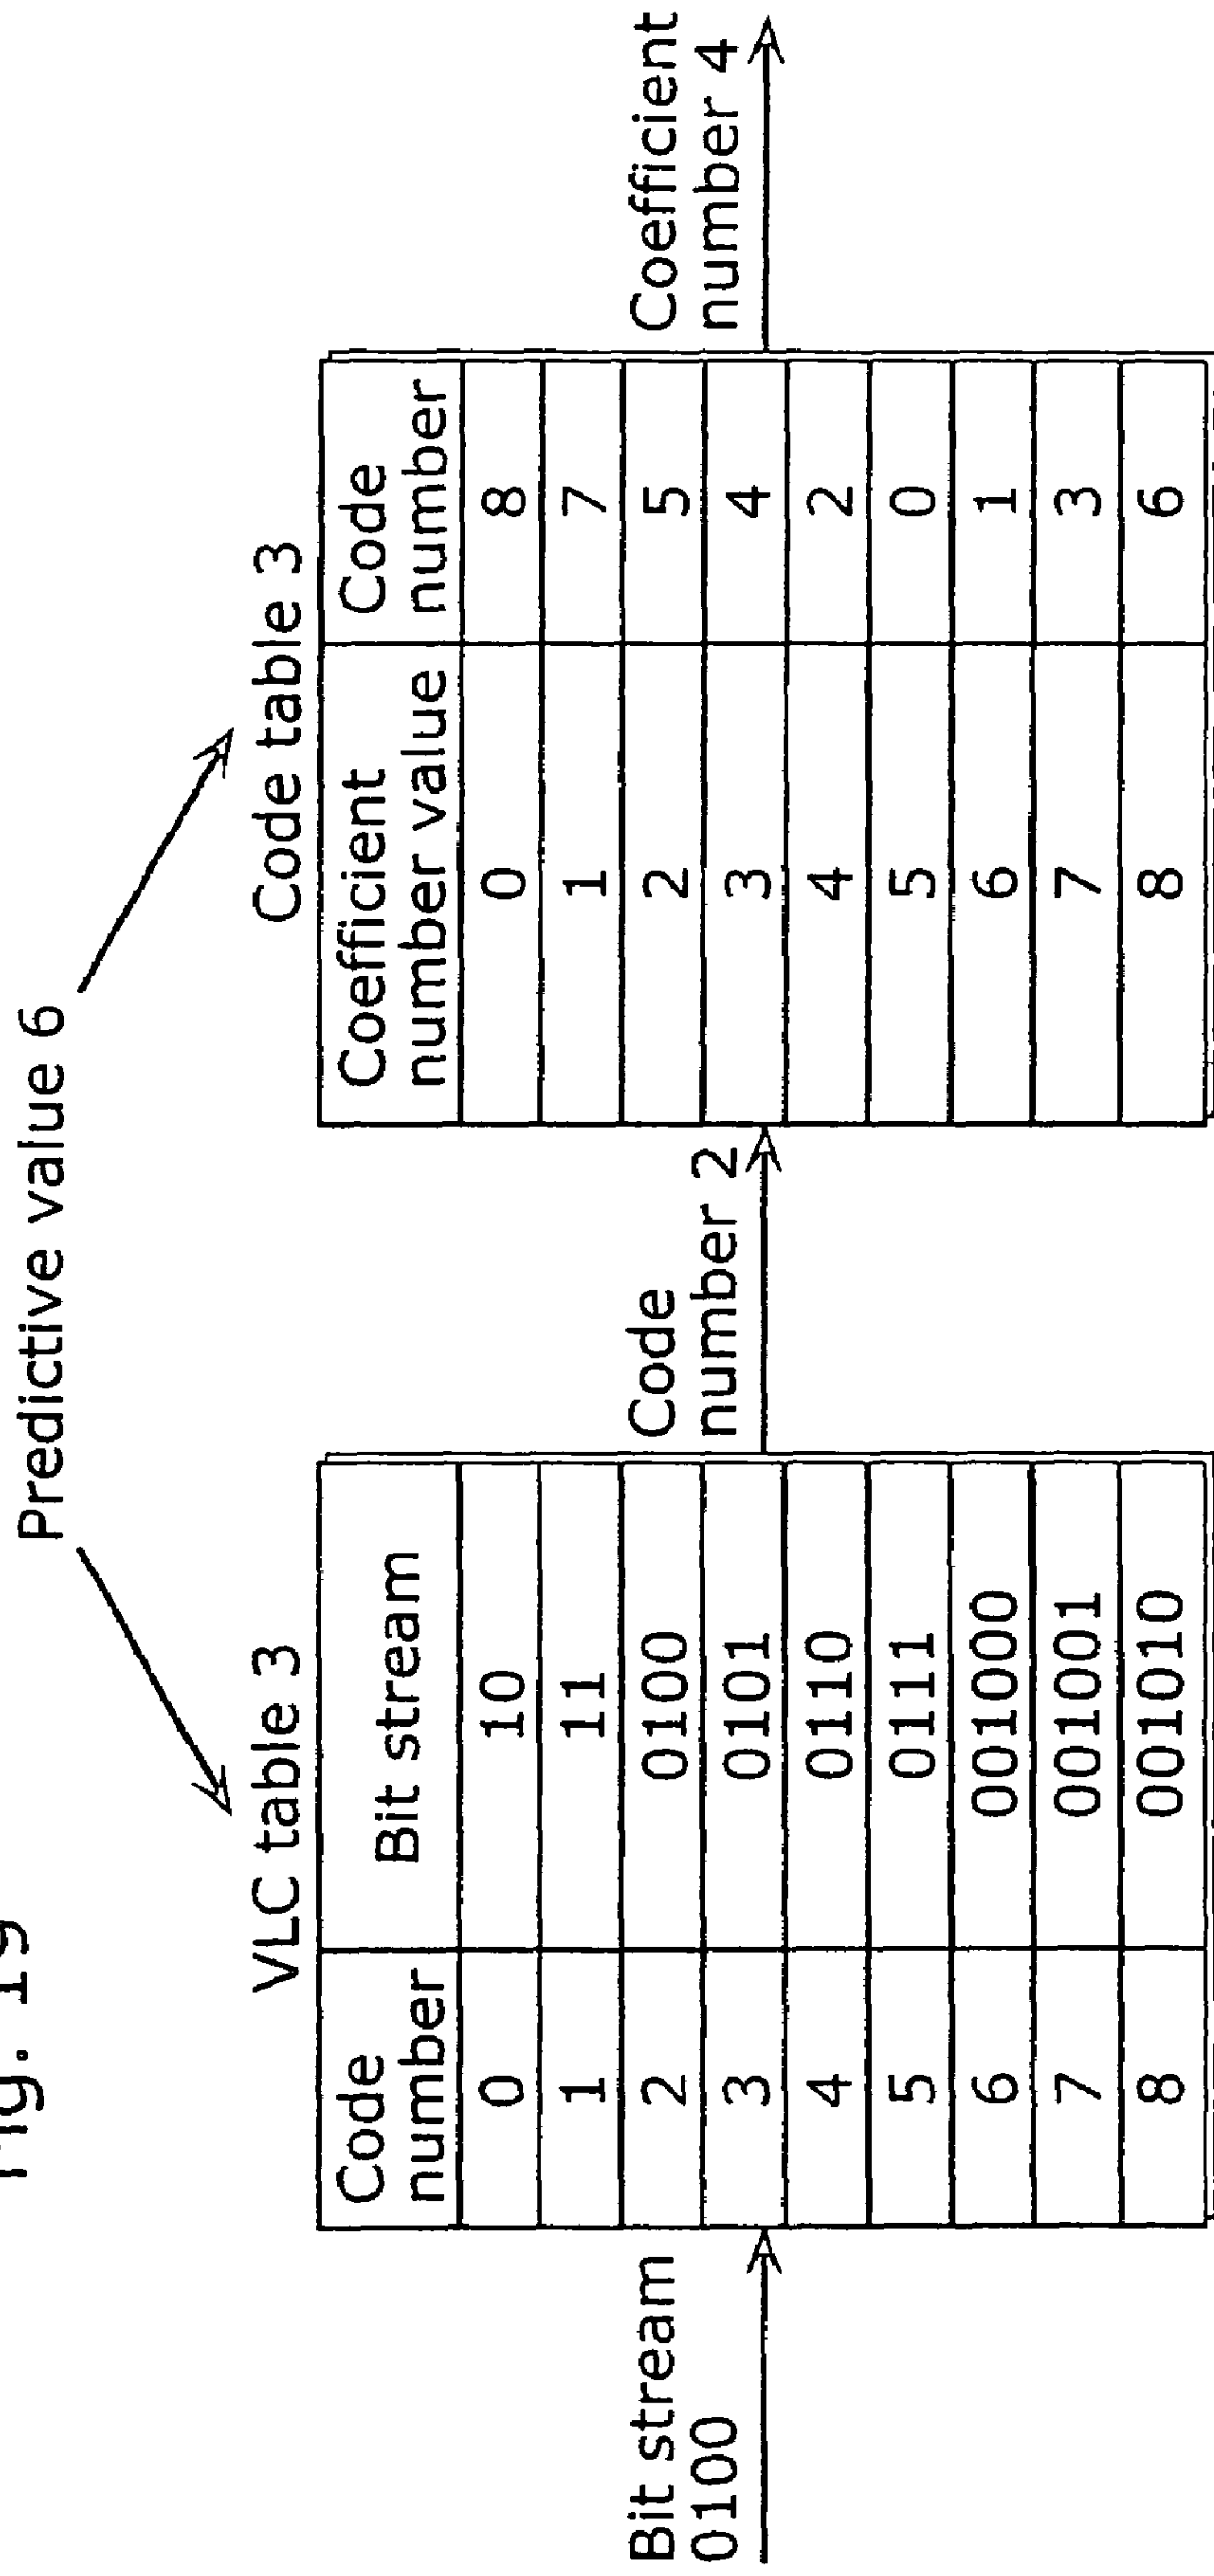 Fig. 19
Predictive value 6
VLC table 3
Code number Bit stream
0 10
1 11
2 0100
3 0101
4 0110
5 0111
6 001000
7 001001
8 001010
Code table 3
Coefficient number value Code number
0 8
1 7
2 5
3 4
4 2
5 0
6 1
7 3
8 6
Bit stream
0100
Code
number 2
Coefficient
number 4